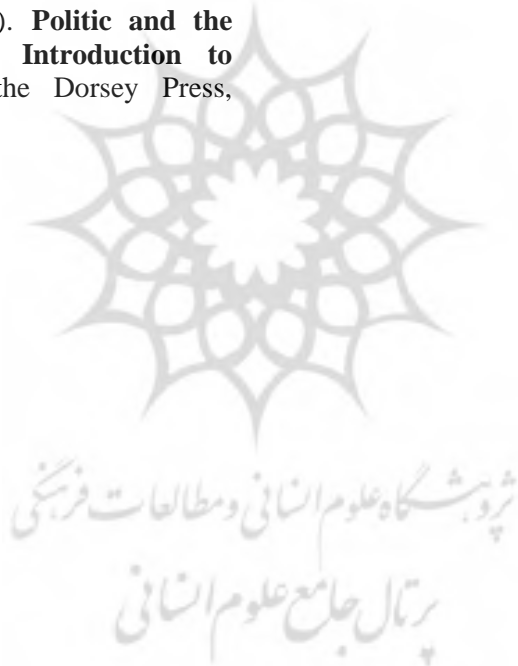 ). Politic and the
Introduction to
the Dorsey Press,
پژوهشگاه علوم انسانی و مطالعات فرهنگی
پرتال جامع علوم انسانی